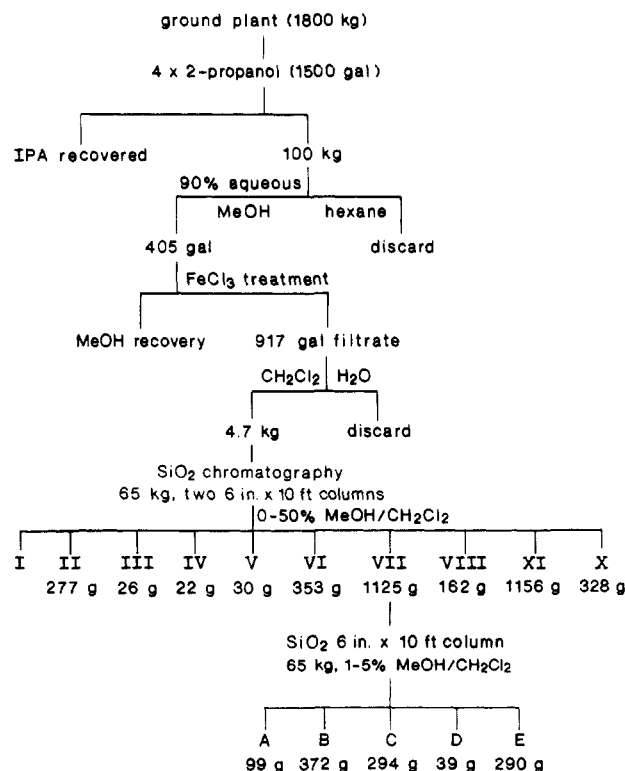 ground plant (1800 kg)
4 x 2-propanol (1500 gal)
IPA recovered
100 kg
90% aqueous
MeOH
hexane
405 gal
discard
FeCl₃ treatment
MeOH recovery
917 gal filtrate
CH₂Cl₂
H₂O
4.7 kg
discard
SiO₂ chromatography
65 kg, two 6 in. x 10 ft columns
0-50% MeOH/CH₂Cl₂
I II III IV V VI VII VIII XI X
277 g 26 g 22 g 30 g 353 g 1125 g 162 g 1156 g 328 g
SiO₂ 6 in. x 10 ft column
65 kg, 1-5% MeOH/CH₂Cl₂
A B C D E
99 g 372 g 294 g 39 g 290 g